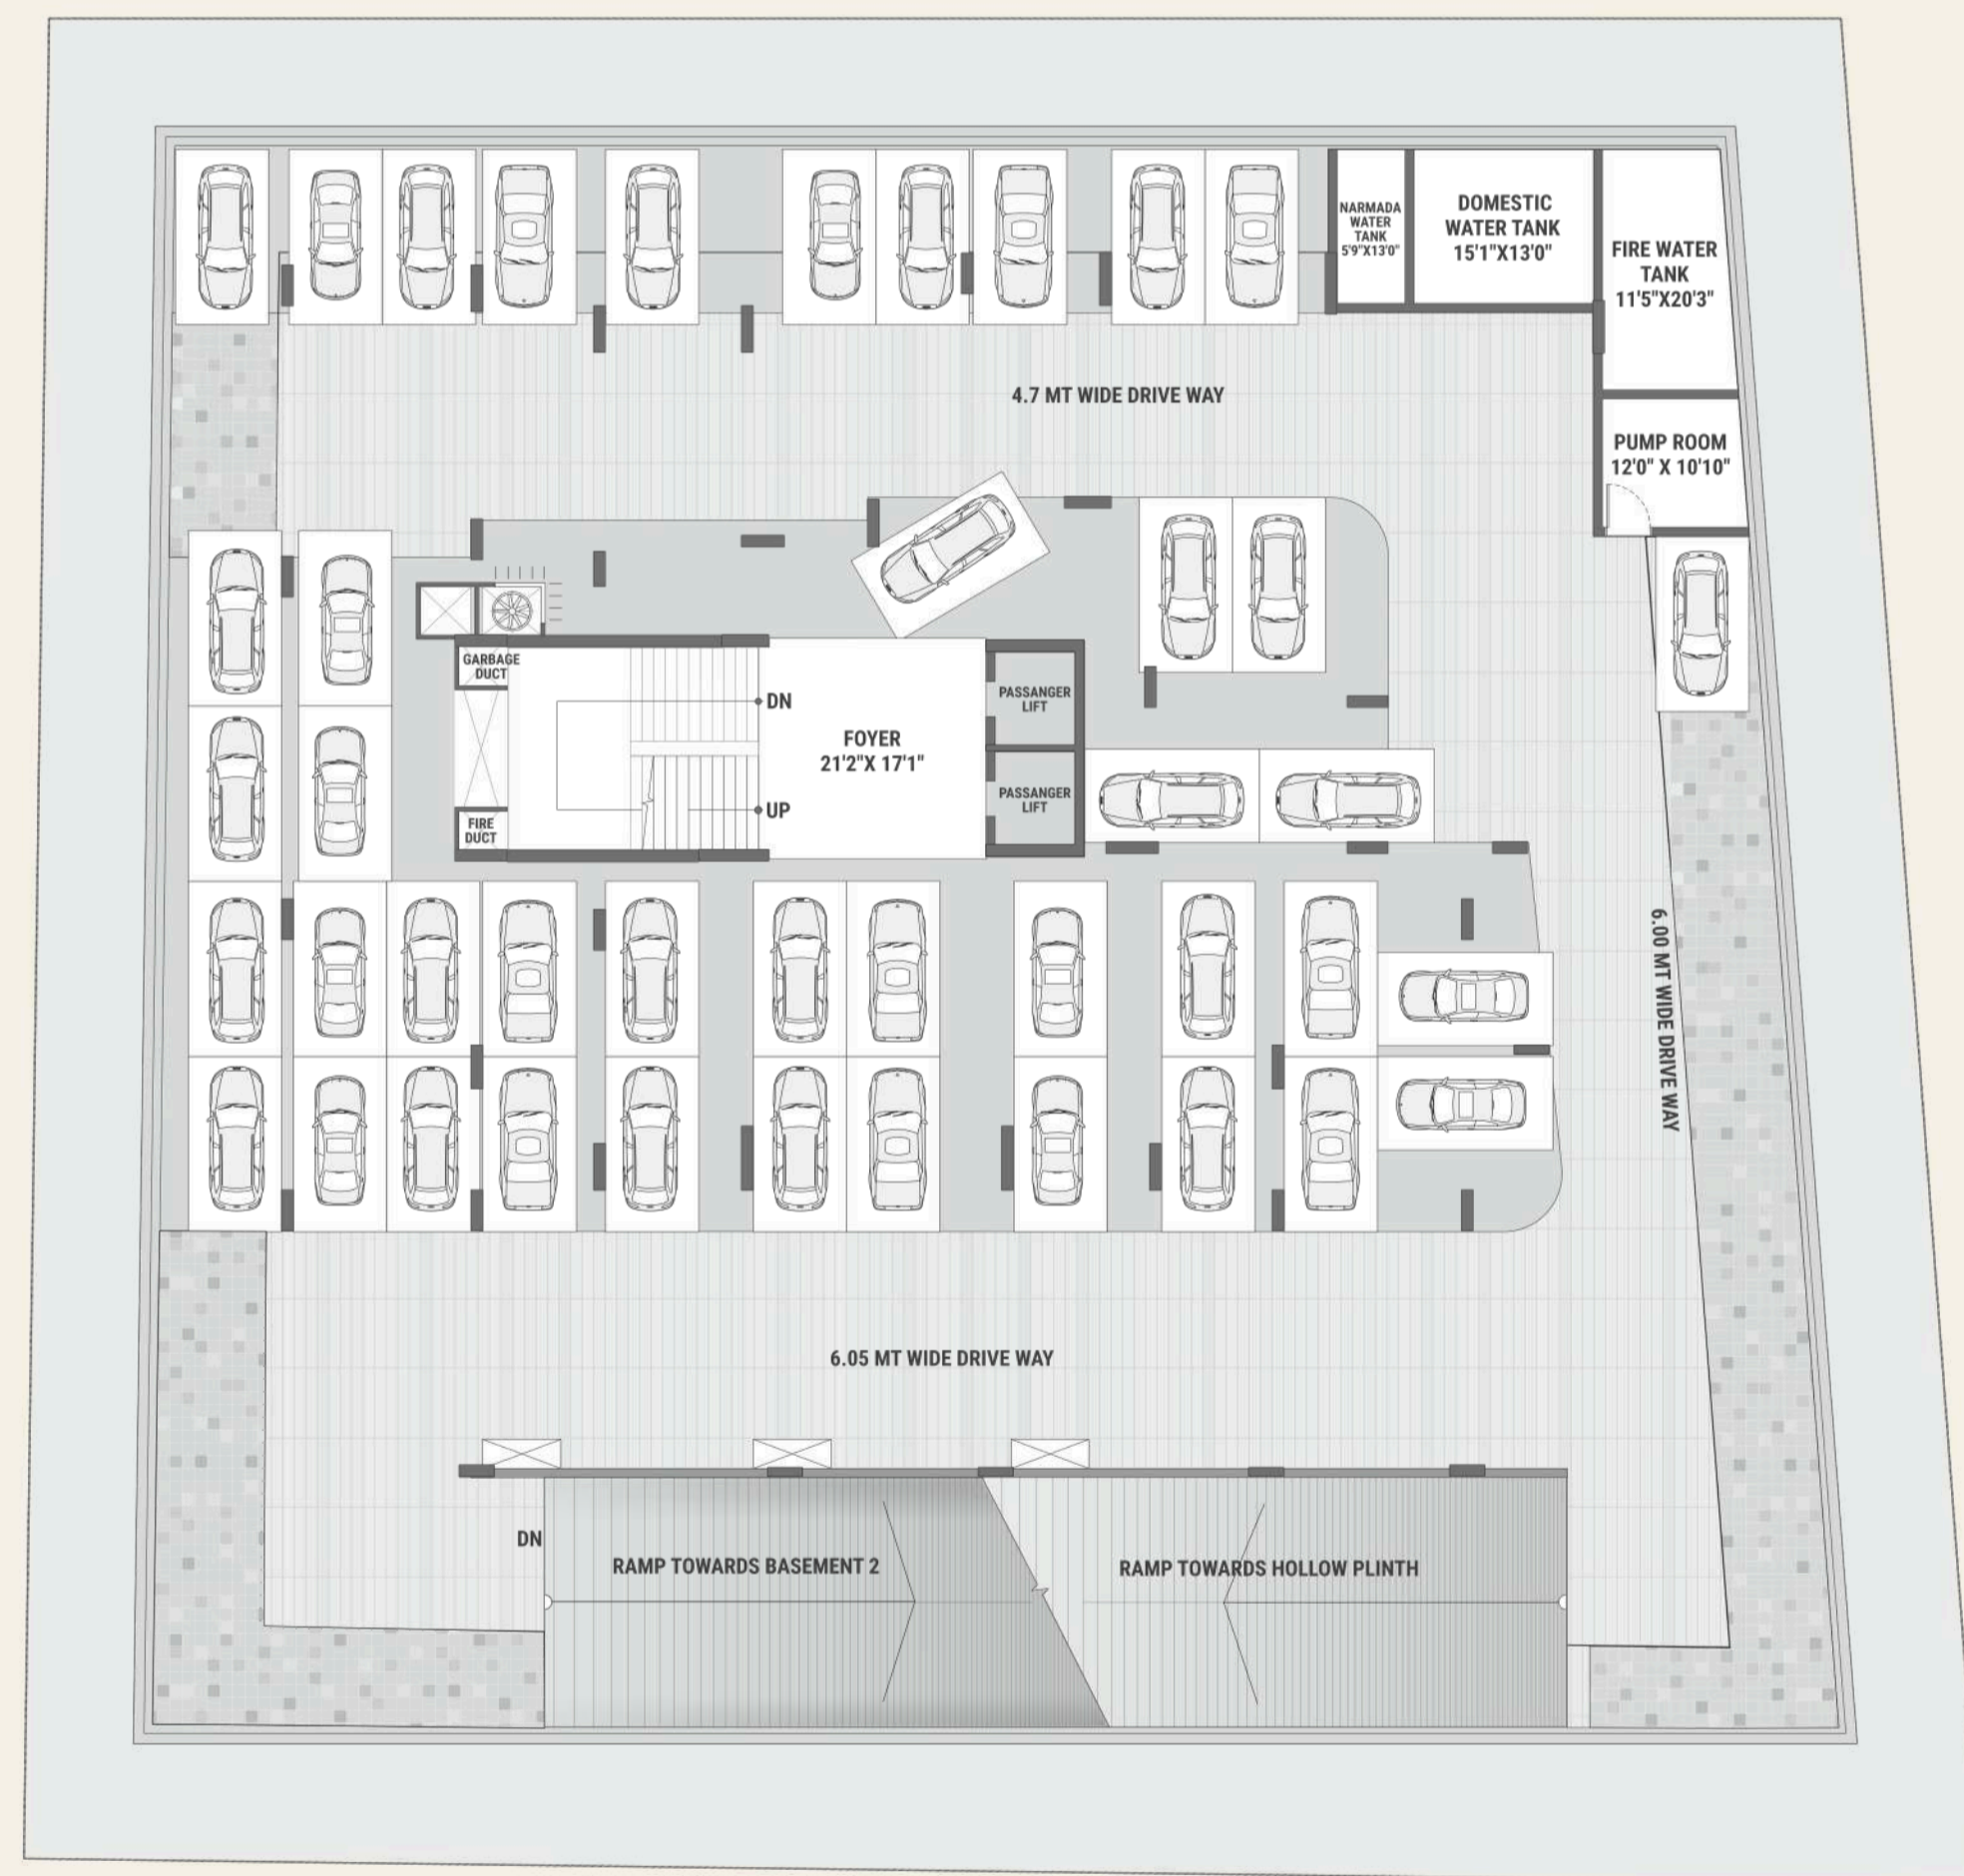 NARMADA
WATER
TANK
5'9"X13'0"
DOMESTIC
WATER TANK
15'1"X13'0"
FIRE WATER
TANK
11'5"X20'3"
4.7 MT WIDE DRIVE WAY
PUMP ROOM
12'0" X 10'10"
GARBAGE
DUCT
DN
PASSANGER
LIFT
FOYER
21'2"X 17'1"
UP
PASSANGER
LIFT
FIRE
DUCT
6.00 MT WIDE DRIVE WAY
6.05 MT WIDE DRIVE WAY
DN
RAMP TOWARDS BASEMENT 2
RAMP TOWARDS HOLLOW PLINTH